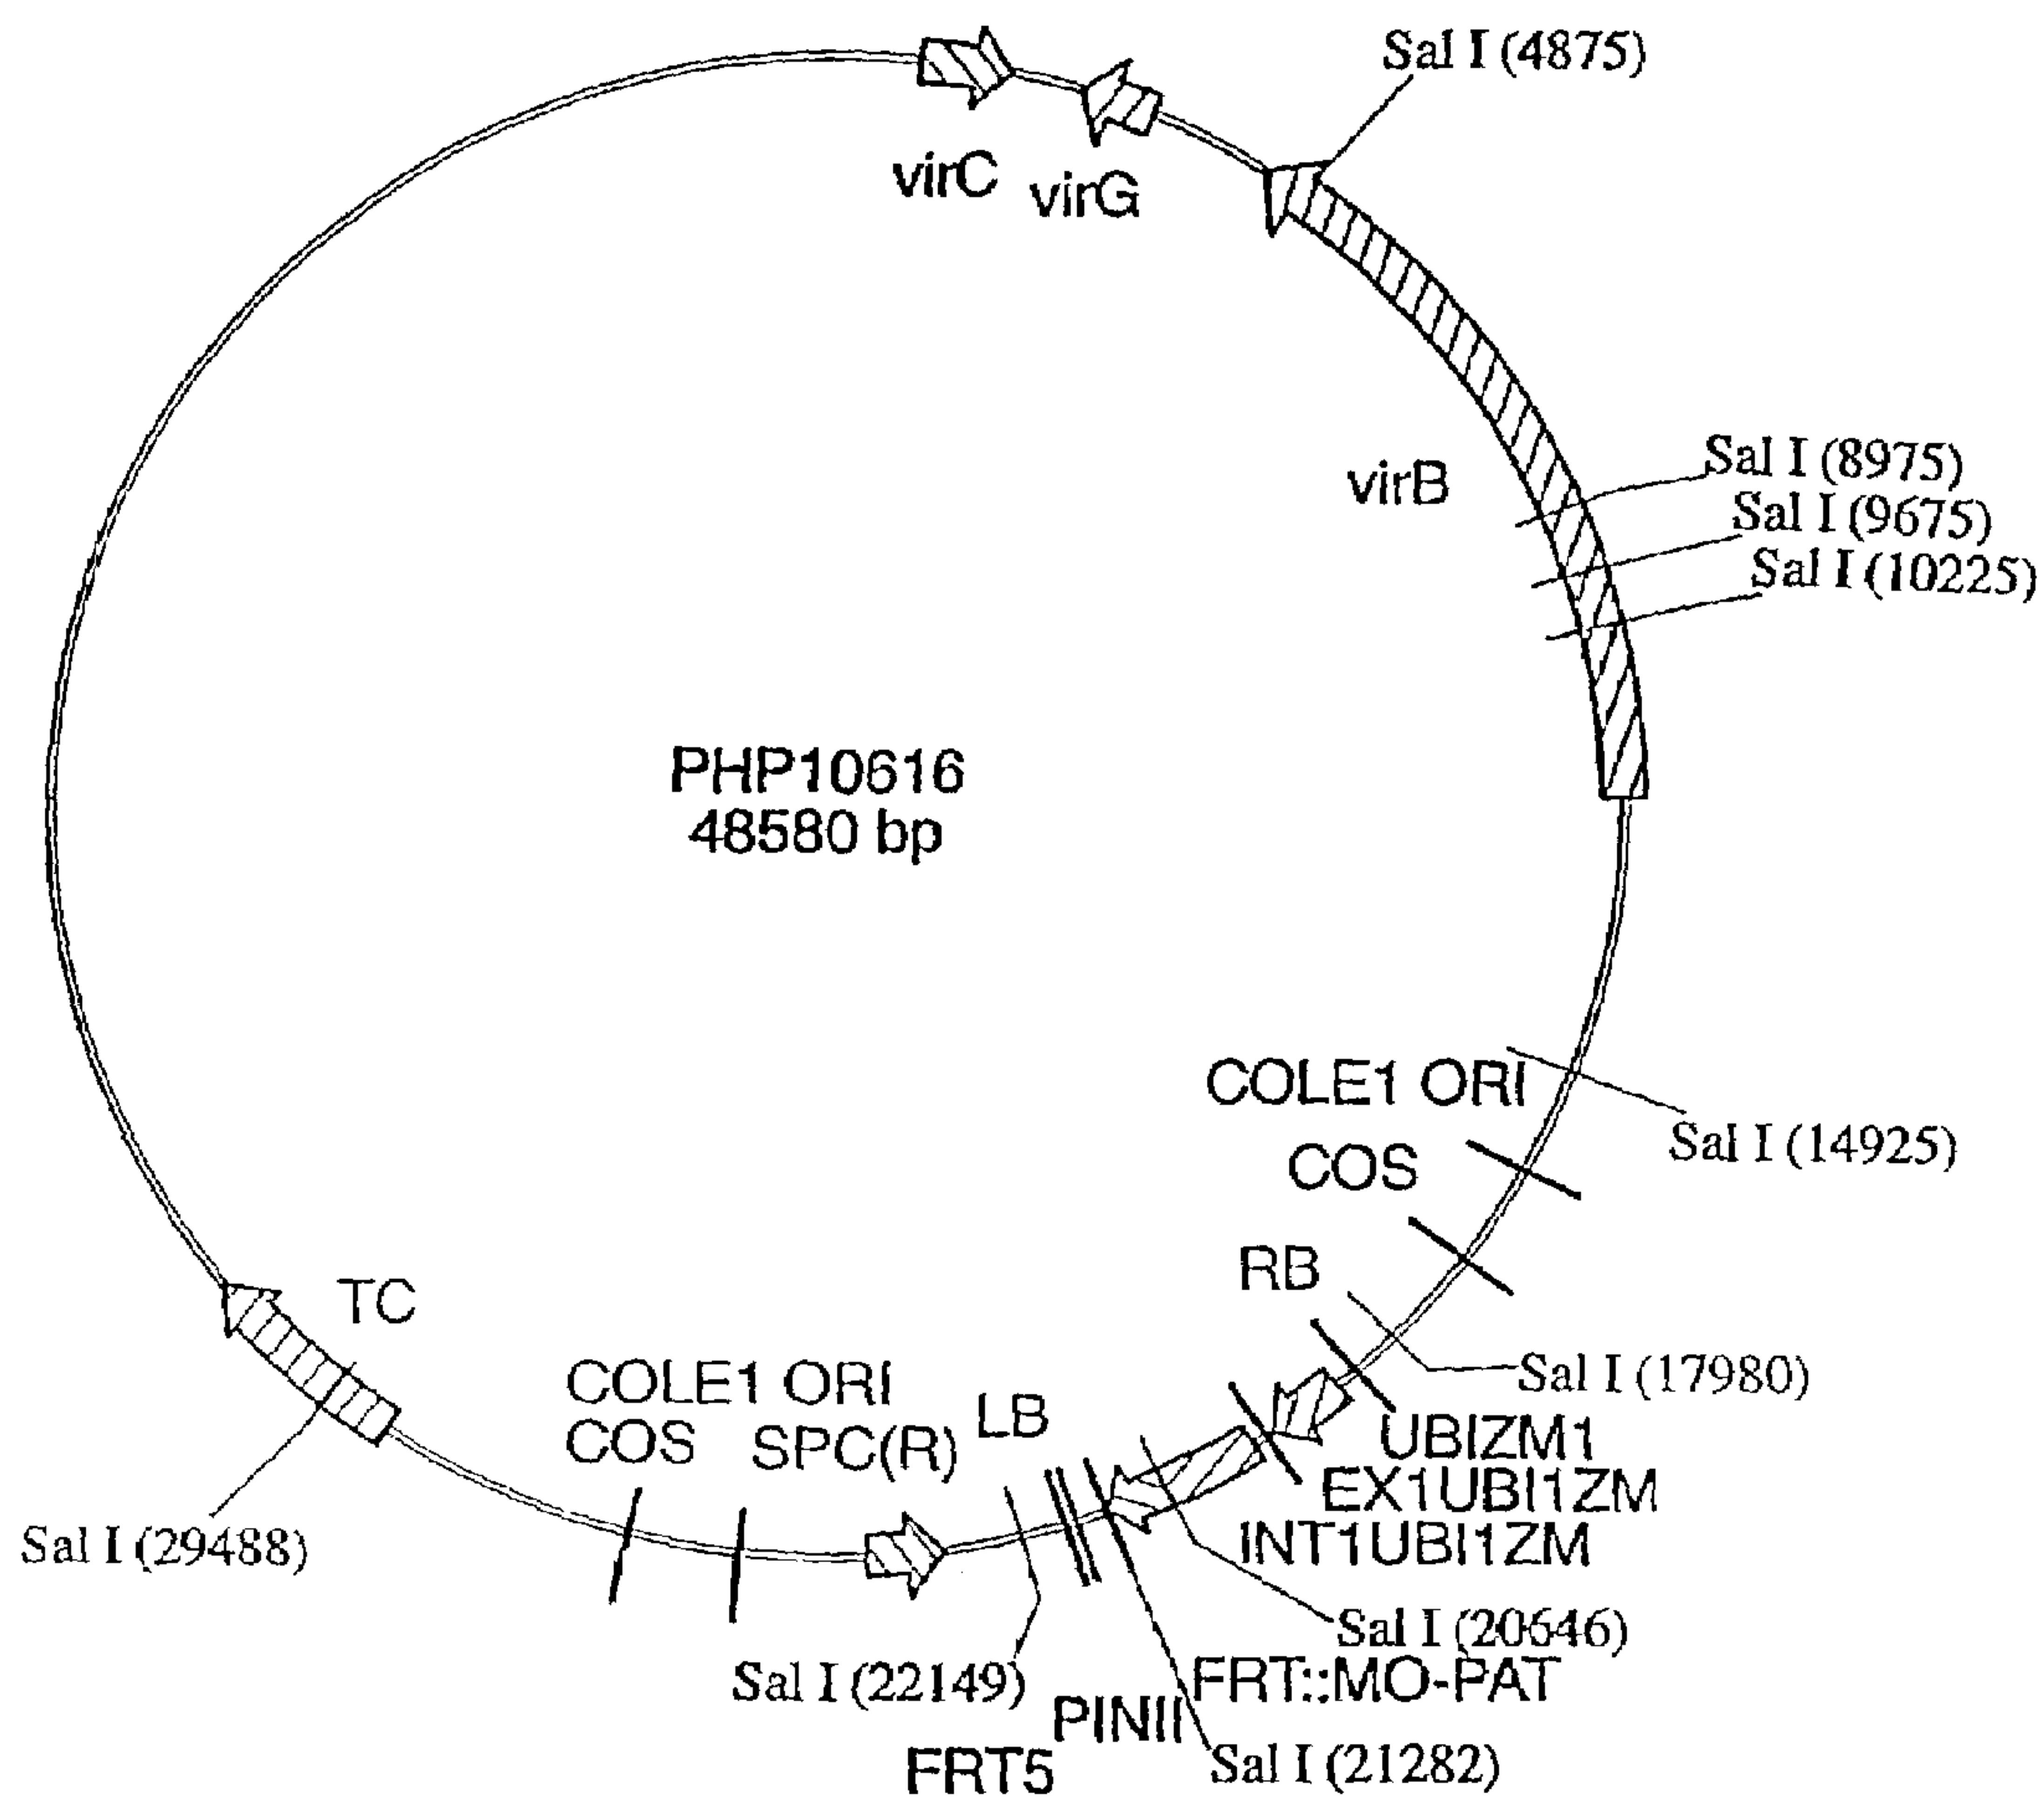 Sal I (4875)
virC
virG
Sal I (8975)
virB
Sal I (9675)
Sal I (10225)
PHP10616
48580 bp
COLE1 ORI
Sal I (14925)
COS
RB
TC
Sal I (17980)
COLE1 ORI
LB
UBIZM1
COS
SPC(R)
EX1UBI1ZM
Sal I (29488)
INT1UBI1ZM
Sal I (20646)
Sal I (22149)
FRT::MO-PAT
PINII
FRT5
Sal I (21282)